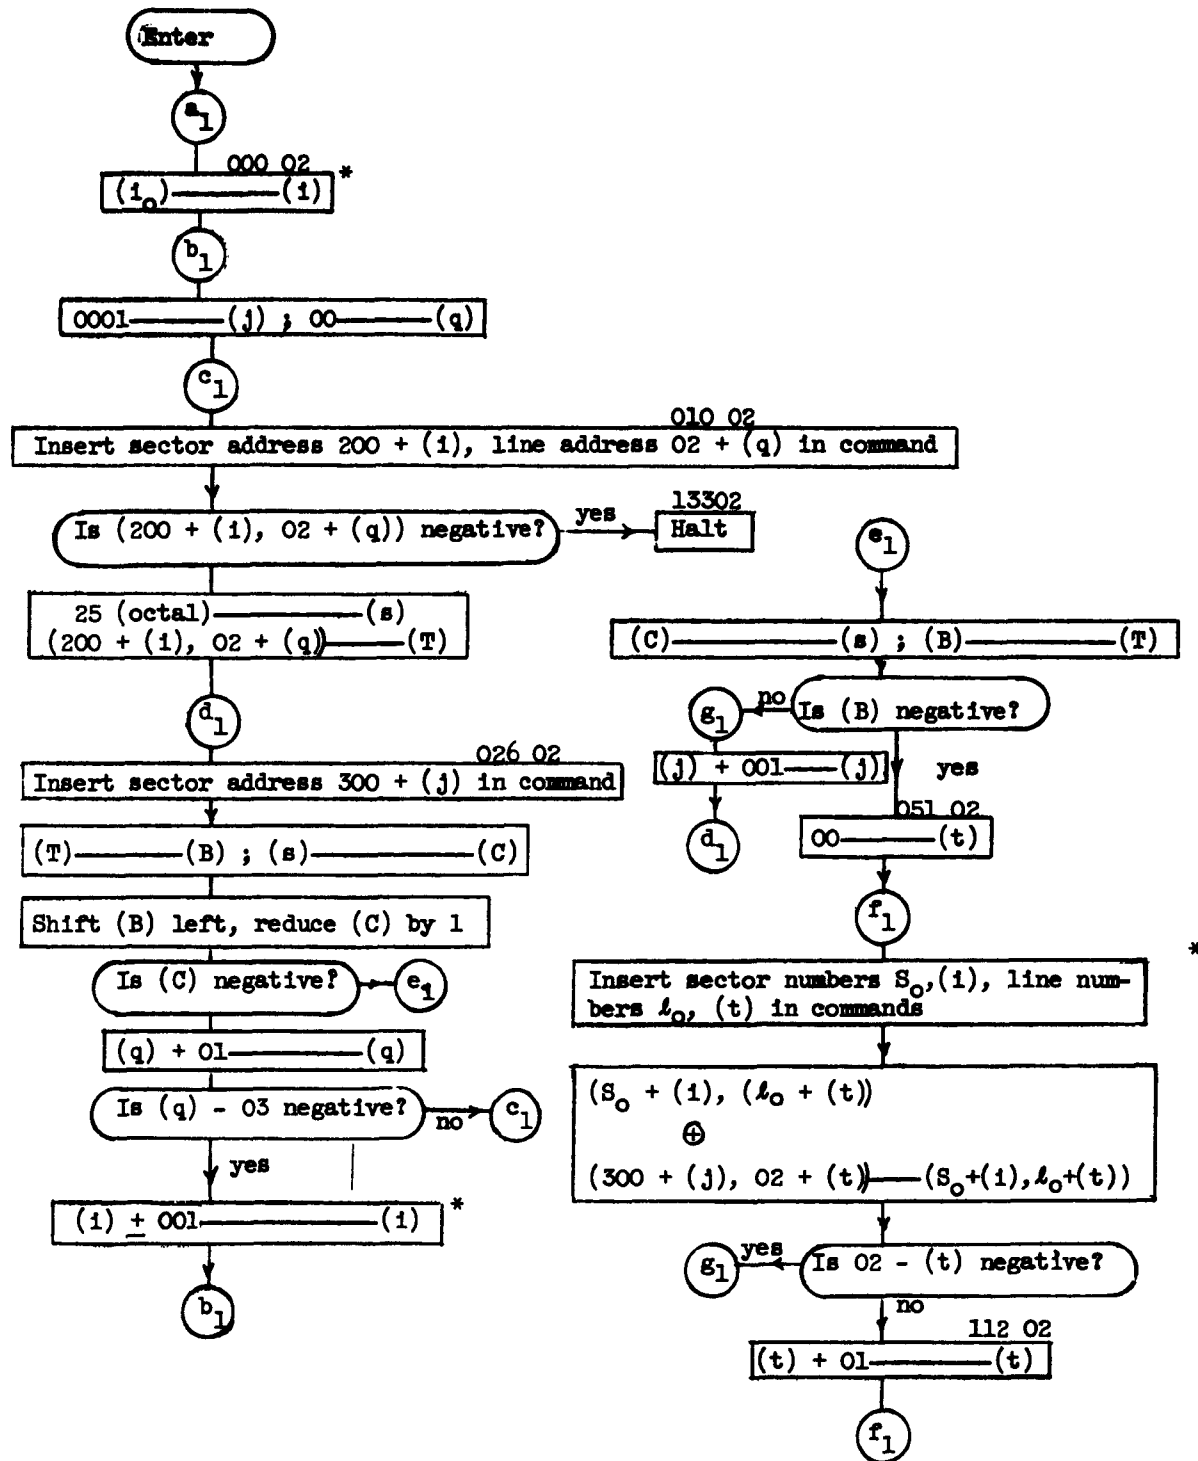 Enter
a1
000 02
(i0)———(i) *
b1
0001———(j) ; 00———(q)
c1
010 02
Insert sector address 200 + (i), line address 02 + (q) in command
Is (200 + (i), 02 + (q)) negative?
yes
13302
Halt
25 (octal)———(s)
(200 + (i), 02 + (q))———(T)
d1
026 02
Insert sector address 300 + (j) in command
(T)———(B) ; (s)———(C)
Shift (B) left, reduce (C) by 1
Is (C) negative?
e1
(q) + 01———(q)
Is (q) - 03 negative?
no
c1
yes
(i) ± 001———(i) *
b1
e1
(C)———(s) ; (B)———(T)
Is (B) negative?
no
g1
(j) + 001———(j)
d1
yes
051 02
00———(t)
f1
*
Insert sector numbers S0,(i), line num-
bers ℓ0, (t) in commands
(S0 + (i), (ℓ0 + (t))
⊕
(300 + (j), 02 + (t))———(S0+(i),ℓ0+(t))
Is 02 - (t) negative?
yes
g1
no
112 02
(t) + 01———(t)
f1